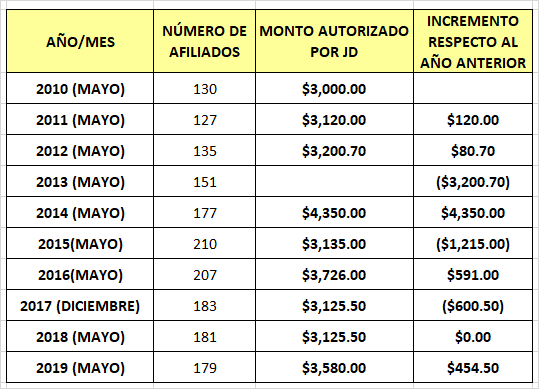 AÑO/MES NÚMERO DE AFILIADOS MONTO AUTORIZADO POR JD INCREMENTO RESPECTO AL AÑO ANTERIOR
2010 (MAYO) 130 $3,000.00
2011 (MAYO) 127 $3,120.00 $120.00
2012 (MAYO) 135 $3,200.70 $80.70
2013 (MAYO) 151 ($3,200.70)
2014 (MAYO) 177 $4,350.00 $4,350.00
2015(MAYO) 210 $3,135.00 ($1,215.00)
2016(MAYO) 207 $3,726.00 $591.00
2017 (DICIEMBRE) 183 $3,125.50 ($600.50)
2018 (MAYO) 181 $3,125.50 $0.00
2019 (MAYO) 179 $3,580.00 $454.50